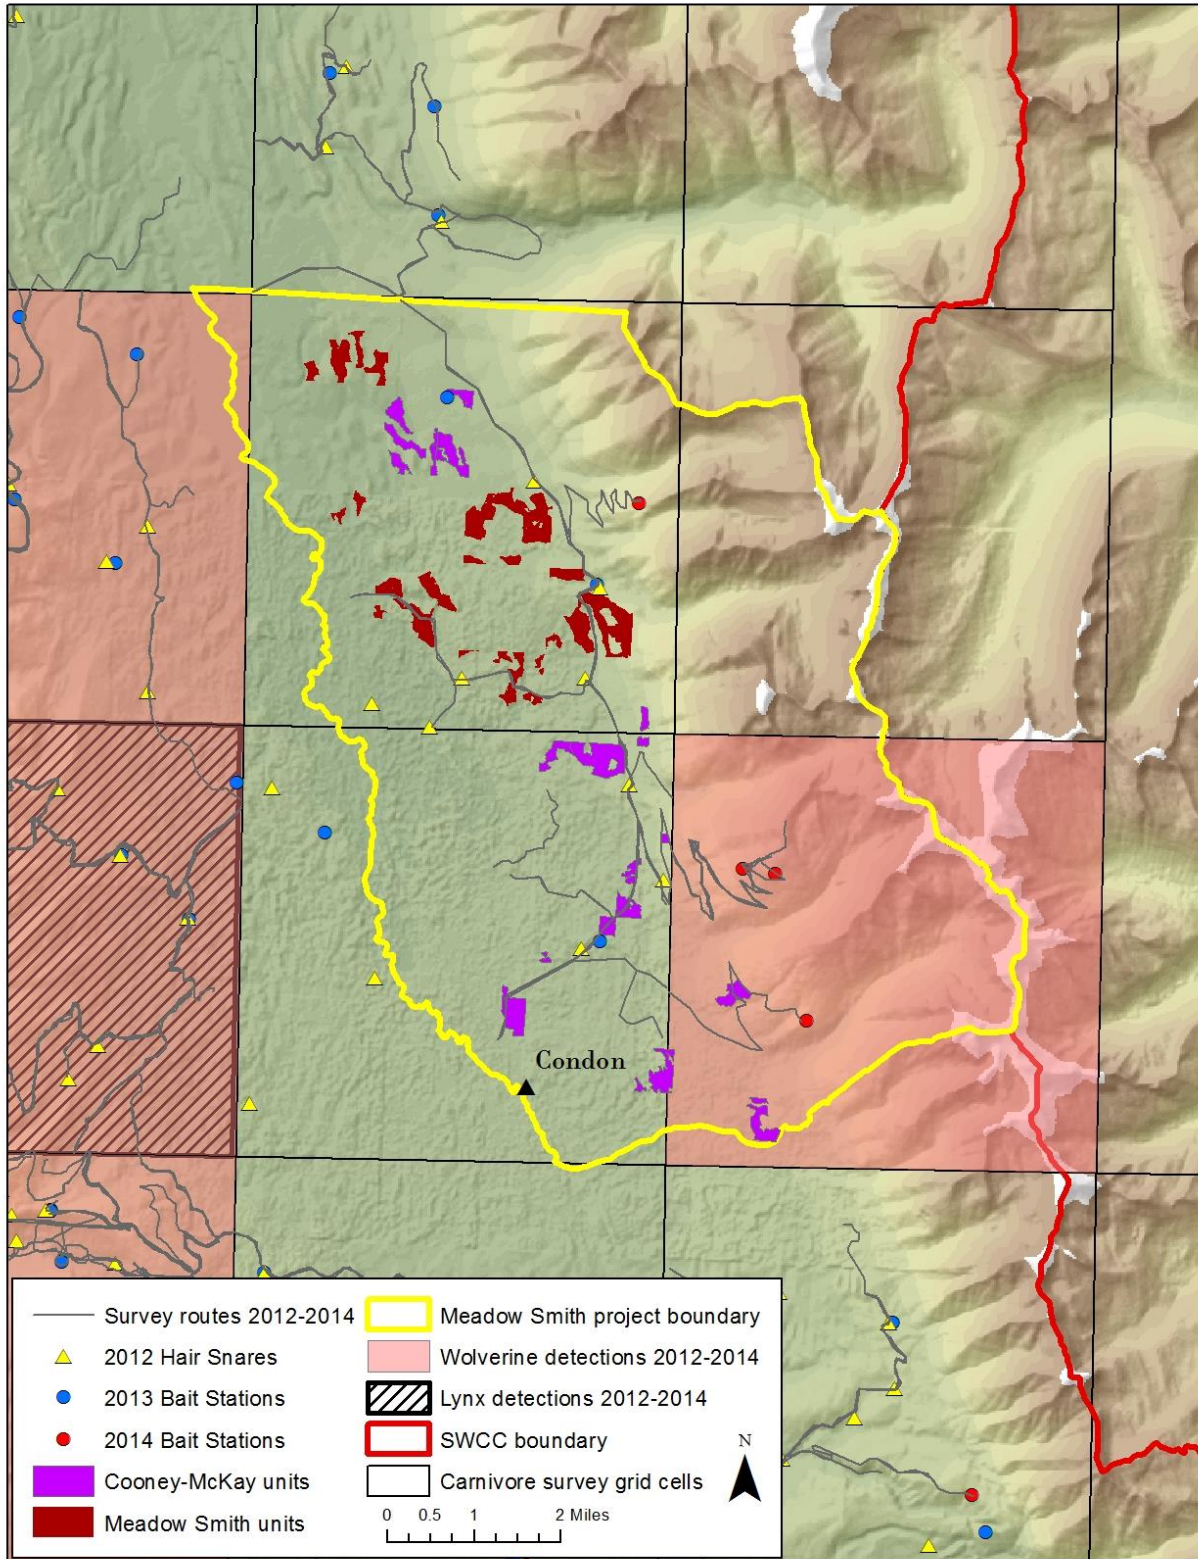 Condon
Survey routes 2012-2014
2012 Hair Snares
2013 Bait Stations
2014 Bait Stations
Cooney-McKay units
Meadow Smith units
Meadow Smith project boundary
Wolverine detections 2012-2014
Lynx detections 2012-2014
SWCC boundary
Carnivore survey grid cells
0 0.5 1 2 Miles
N